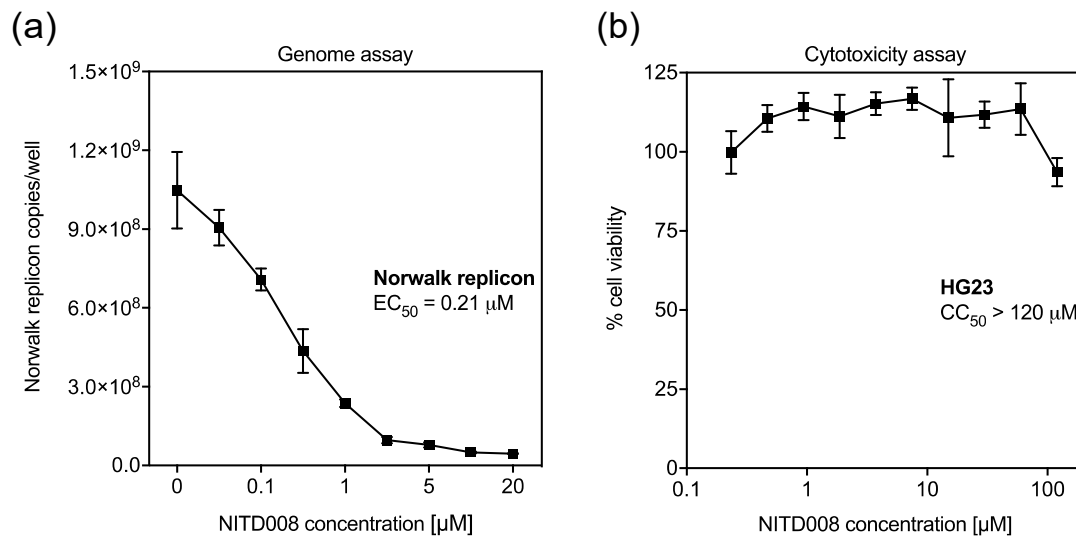 (a)
Genome assay
1.5×10⁹
1.2×10⁹
9.0×10⁸
6.0×10⁸
3.0×10⁸
0.0
Norwalk replicon copies/well
Norwalk replicon
EC₅₀ = 0.21 μM
0 0.1 1 5 20
NITD008 concentration [µM]
(b)
Cytotoxicity assay
125
100
75
50
25
0
% cell viability
HG23
CC₅₀ > 120 μM
0.1 1 10 100
NITD008 concentration [µM]